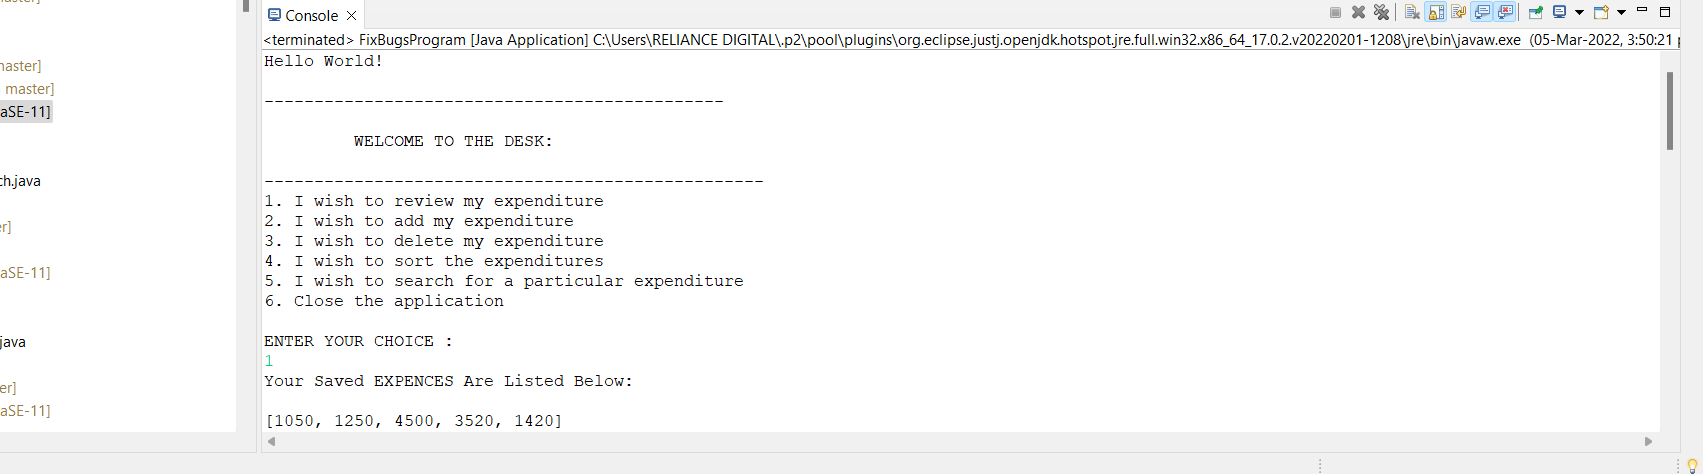 master]
Console
<terminated> FixBugsProgram [Java Application] C:\Users\RELIANCE DIGITAL\.p2\pool\plugins\org.eclipse.justj.openjdk.hotspot.jre.full.win32.x86_64_17.0.2.v20220201-1208\jre\bin\javaw.exe (05-Mar-2022, 3:50:21
naster]
master]
aSE-11]
ch.java
er]
aSE-11]
java
er]
aSE-11]
Hello World!
----------------------------------------------
WELCOME TO THE DESK:
--------------------------------------------------
1. I wish to review my expenditure
2. I wish to add my expenditure
3. I wish to delete my expenditure
4. I wish to sort the expenditures
5. I wish to search for a particular expenditure
6. Close the application
ENTER YOUR CHOICE :
1
Your Saved EXPENCES Are Listed Below:
[1050, 1250, 4500, 3520, 1420]